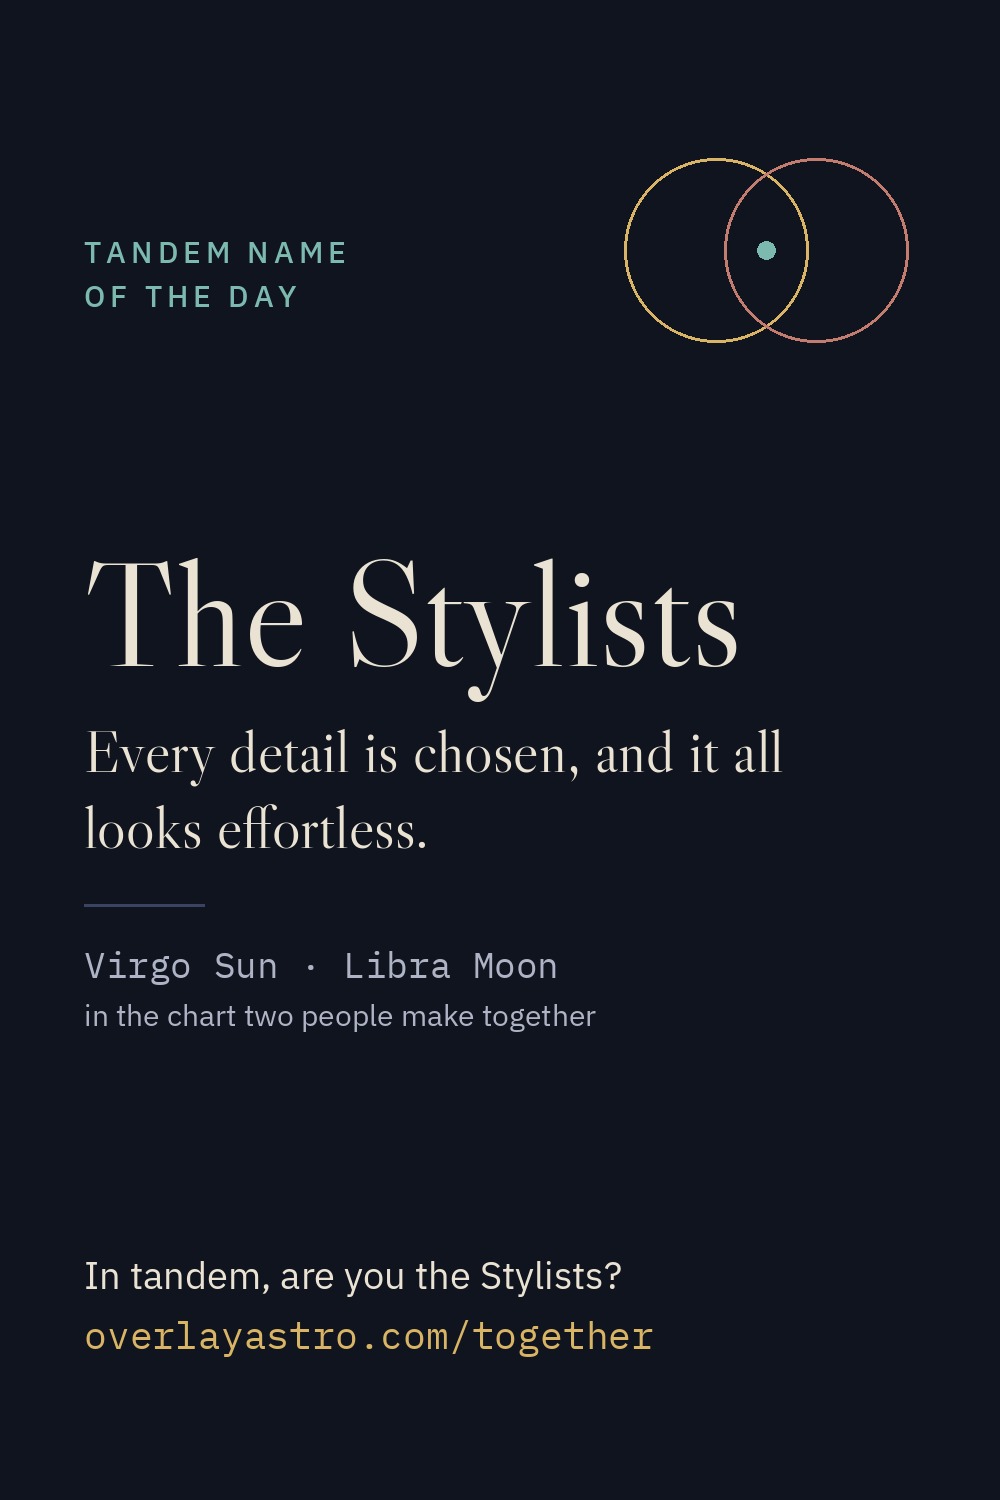 TANDEM NAME
OF THE DAY
The Stylists
Every detail is chosen, and it all
looks effortless.
Virgo Sun · Libra Moon
in the chart two people make together
In tandem, are you the Stylists?
overlayastro.com/together